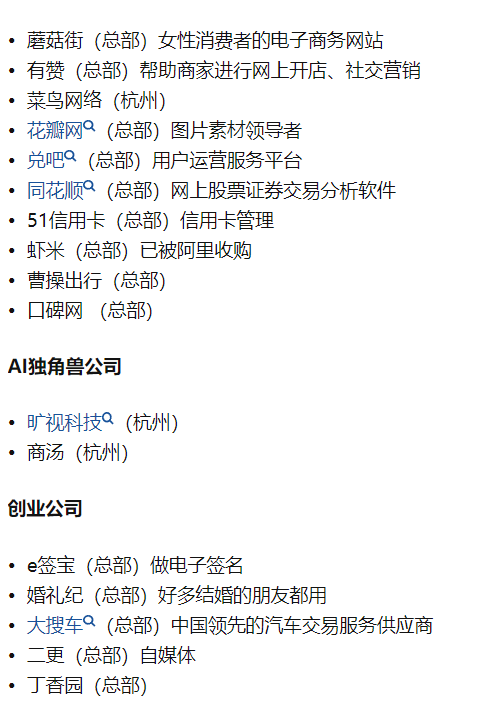 • 蘑菇街（总部）女性消费者的电子商务网站
• 有赞（总部）帮助商家进行网上开店、社交营销
• 菜鸟网络（杭州）
• 花瓣网（总部）图片素材领导者
• 兑吧（总部）用户运营服务平台
• 同花顺（总部）网上股票证券交易分析软件
• 51信用卡（总部）信用卡管理
• 虾米（总部）已被阿里收购
• 曹操出行（总部）
• 口碑网 （总部）
AI独角兽公司
• 旷视科技（杭州）
• 商汤（杭州）
创业公司
• e签宝（总部）做电子签名
• 婚礼纪（总部）好多结婚的朋友都用
• 大搜车（总部）中国领先的汽车交易服务供应商
• 二更（总部）自媒体
• 丁香园（总部）